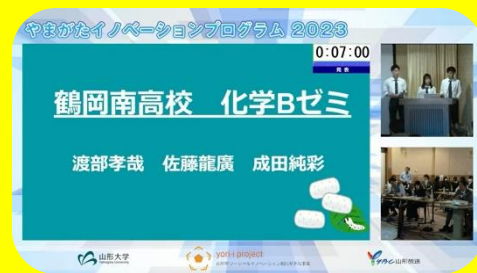 やまがたイノベーションプログラム 2023
0:07:00
発表
鶴岡南高校 化学Bゼミ
渡部孝哉 佐藤龍廣 成田純彩
山形大学
Yamagata University
yori-i project
山形放送